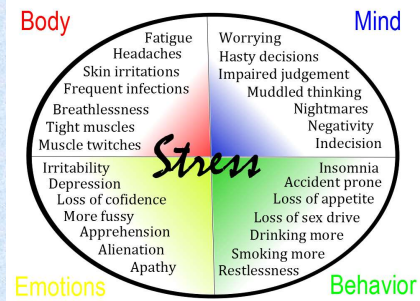 Body
Fatigue
Headaches
Skin irritations
Frequent infections
Breathlessness
Tight muscles
Muscle twitches
Mind
Worrying
Hasty decisions
Impaired judgement
Muddled thinking
Nightmares
Negativity
Indecision
Stress
Irritability
Depression
Loss of cofidence
More fussy
Apprehension
Alienation
Apathy
Emotions
Insomnia
Accident prone
Loss of appetite
Loss of sex drive
Drinking more
Smoking more
Restlessness
Behavior